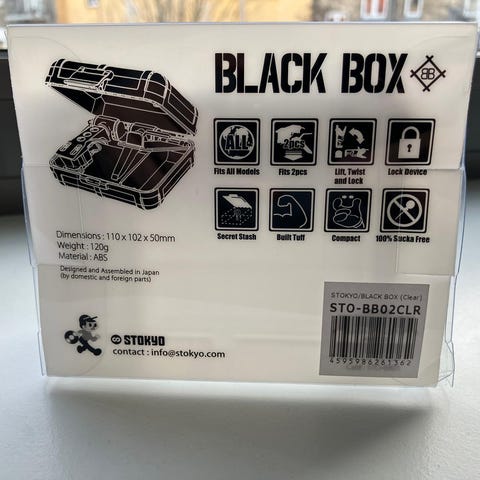 BLACK BOX
BB
ALL
2pcs
Fits All Models
Fits 2pcs
Lift, Twist
and Lock
Lock Device
Secret Stash
Built Tuff
Compact
100% Sucka Free
Dimensions : 110 x 102 x 50mm
Weight : 120g
Material : ABS
Designed and Assembled in Japan
(by domestic and foreign parts)
STOKYO
contact : info@stokyo.com
STOKYO/BLACK BOX (Clear)
STO-BB02CLR
4595986261362